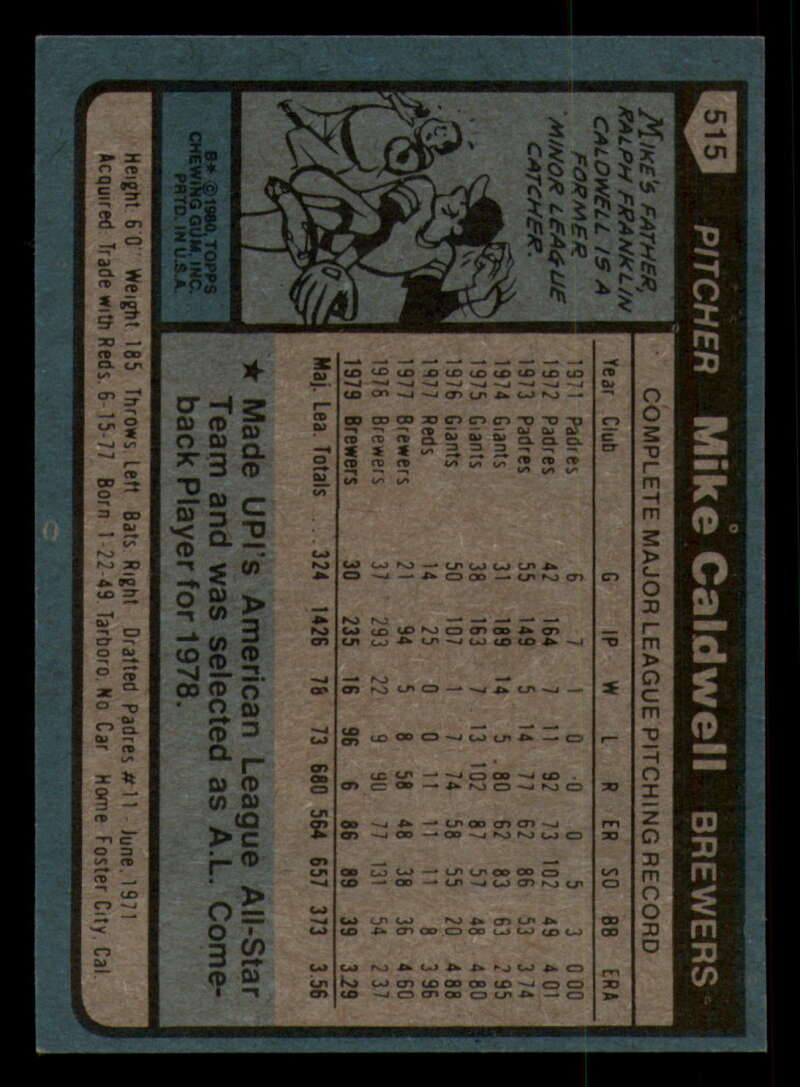 515 PITCHER Mike Caldwell BREWERS
MIKE'S FATHER,
RALPH FRANKLIN
CALDWELL IS A
FORMER
MINOR LEAGUE
CATCHER.
B* ©1980, TOPPS
CHEWING GUM, INC.
PRTD. IN U.S.A.
COMPLETE MAJOR LEAGUE PITCHING RECORD
Year Club G IP W L R ER SO BB ERA
1971 Padres 6 7 1 0 0 0 5 3 0.00
1972 Padres 42 164 7 11 92 73 102 49 4.01
1973 Padres 55 149 5 14 77 62 86 53 3.74
1974 Giants 31 189 14 5 80 62 83 63 2.95
1975 Giants 38 163 7 13 102 87 57 48 4.80
1976 Giants 50 107 1 7 74 58 55 20 4.88
1977 Reds 14 25 0 0 11 11 11 8 3.96
1977 Brewers 21 94 5 8 58 48 38 36 4.60
1978 Brewers 37 293 22 9 90 77 131 54 2.37
1979 Brewers 30 235 16 96 6 86 89 39 3.29
Maj. Lea. Totals .... 324 1426 78 73 680 564 657 373 3.56
★ Made UPI's American League All-Star
Team and was selected as A.L. Come-
back Player for 1978.
Height 6'0" Weight 185 Throws Left Bats Right Drafted Padres #11 - June, 1971
Acquired Trade with Reds, 6-15-77 Born 1-22-49, Tarboro, No. Car. Home Foster City, Cal.